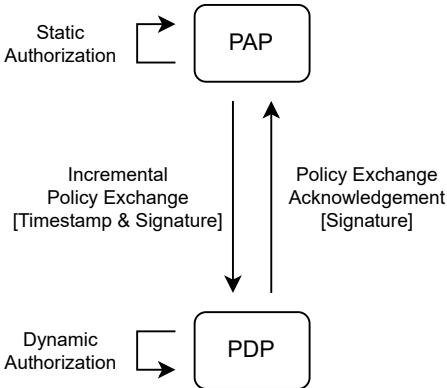 Static
Authorization
PAP
Incremental
Policy Exchange
[Timestamp & Signature]
Policy Exchange
Acknowledgement
[Signature]
Dynamic
Authorization
PDP